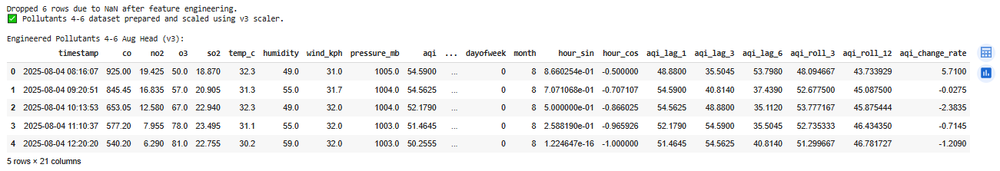 Dropped 6 rows due to NaN after feature engineering.
✅ Pollutants 4-6 dataset prepared and scaled using v3 scaler.
Engineered Pollutants 4-6 Aug Head (v3):
timestamp co no2 o3 so2 temp_c humidity wind_kph pressure_mb aqi ... dayofweek month hour_sin hour_cos aqi_lag_1 aqi_lag_3 aqi_lag_6 aqi_roll_3 aqi_roll_12 aqi_change_rate
0 2025-08-04 08:16:07 925.00 19.425 50.0 18.870 32.3 49.0 31.0 1005.0 54.5900 ... 0 8 8.660254e-01 -0.500000 48.8800 35.5045 53.7980 48.094667 43.733929 5.7100
1 2025-08-04 09:20:51 845.45 16.835 57.0 20.905 31.3 55.0 31.7 1004.0 54.5625 ... 0 8 7.071068e-01 -0.707107 54.5900 40.8140 37.4390 52.677500 45.087500 -0.0275
2 2025-08-04 10:13:53 653.05 12.580 67.0 22.940 32.3 49.0 32.0 1004.0 52.1790 ... 0 8 5.000000e-01 -0.866025 54.5625 48.8800 35.1120 53.777167 45.875444 -2.3835
3 2025-08-04 11:10:37 577.20 7.955 78.0 23.495 31.1 55.0 32.0 1003.0 51.4645 ... 0 8 2.588190e-01 -0.965926 52.1790 54.5900 35.5045 52.735333 46.434350 -0.7145
4 2025-08-04 12:20:20 540.20 6.290 81.0 22.755 30.2 59.0 32.0 1003.0 50.2555 ... 0 8 1.224647e-16 -1.000000 51.4645 54.5625 40.8140 51.299667 46.781727 -1.2090
5 rows × 21 columns